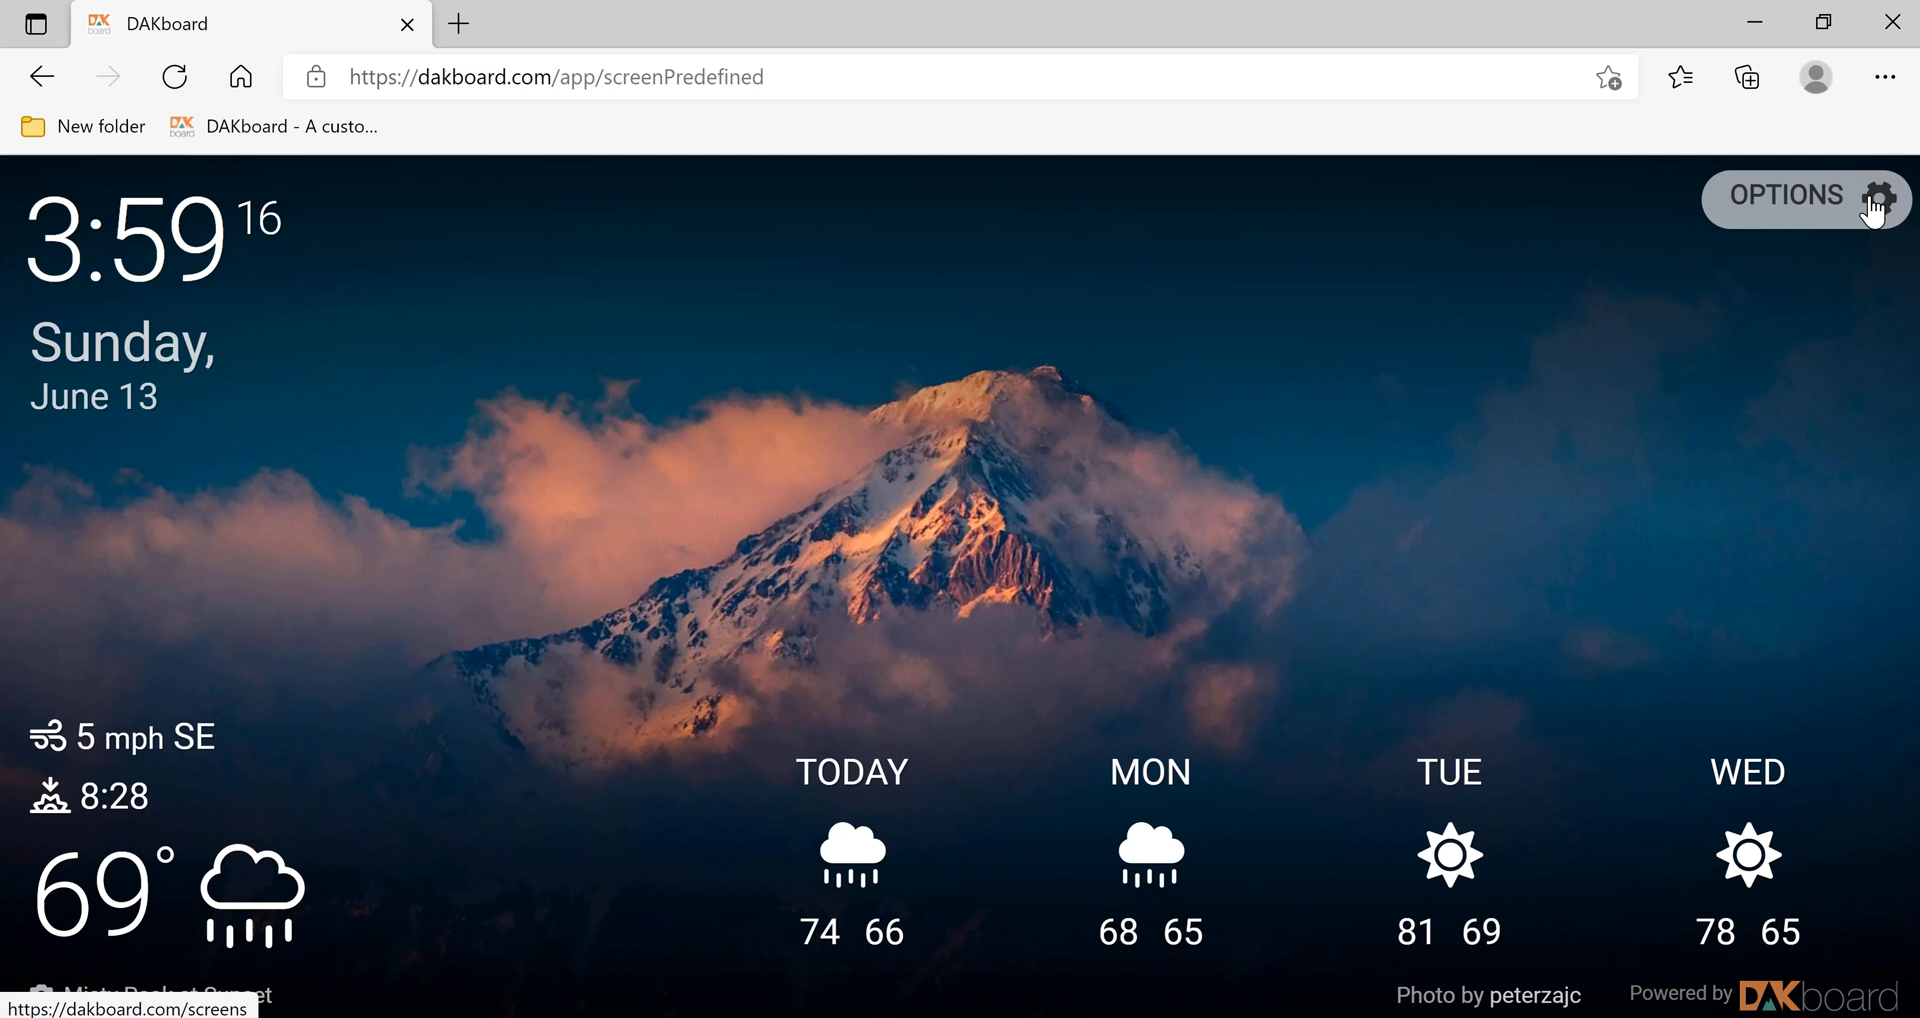 DAKboard
https://dakboard.com/app/screenPredefined
New folder
DAKboard - A custo...
3:59 16
OPTIONS
Sunday,
June 13
5 mph SE
8:28
69°
TODAY MON TUE WED
74 66 68 65 81 69 78 65
https://dakboard.com/screens
Photo by peterzajc
Powered by DAKboard